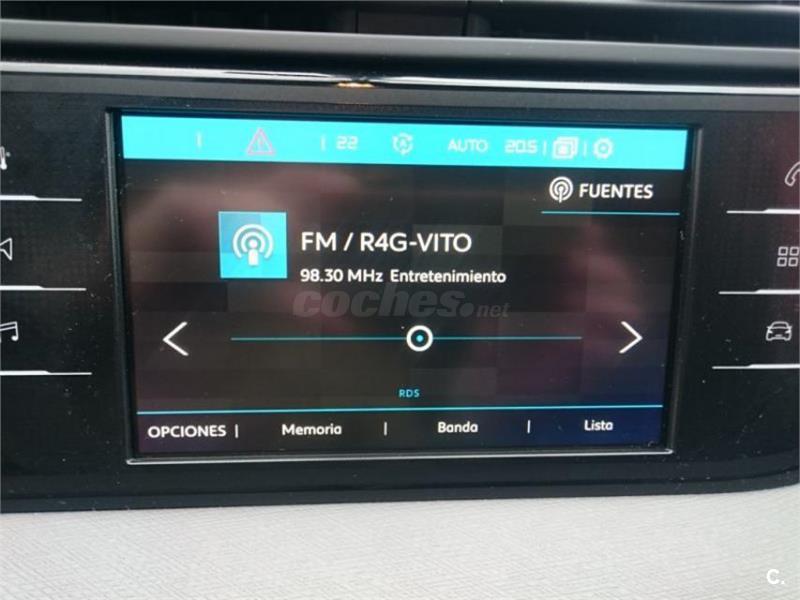 | | 22 AUTO 20.5 |
FUENTES
FM / R4G-VITO
98.30 MHz Entretenimiento
coches.net
RDS
OPCIONES | Memoria | Banda | Lista
c.